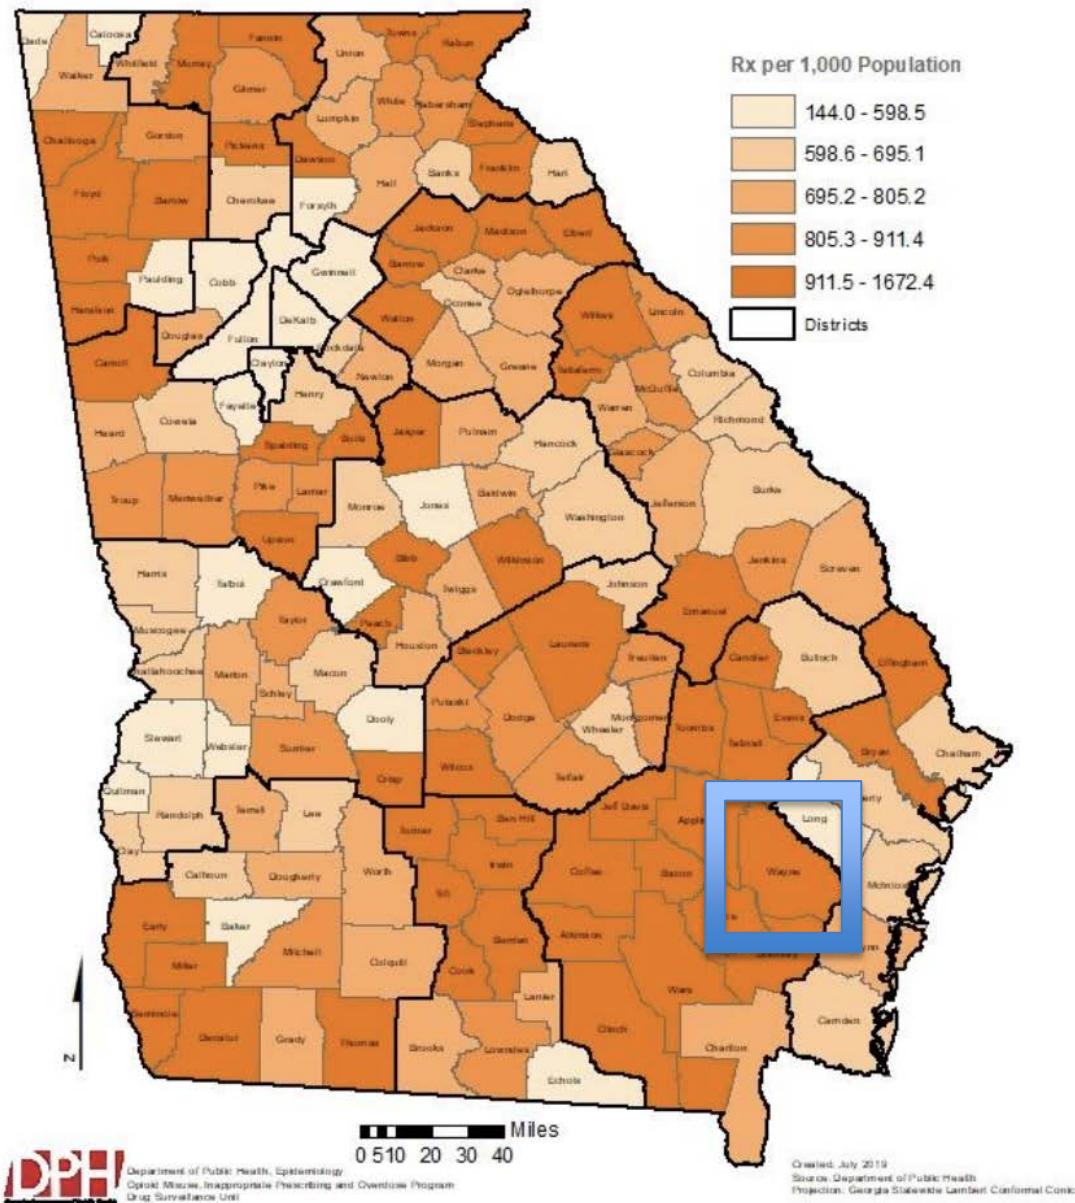 Dade
Catoosa
Fannin
Towns
Rabun
Union
Whitfield
Murray
Walker
Gilmer
White
Habersham
Lumpkin
Stephens
Chattooga
Gordon
Pickens
Dawson
Franklin
Hall
Banks
Hart
Floyd
Bartow
Cherokee
Forsyth
Jackson
Madison
Elbert
Polk
Paulding
Cobb
Gwinnett
Barrow
Clarke
Oconee
Oglethorpe
Haralson
Douglas
Fulton
DeKalb
Walton
Wilkes
Lincoln
Carroll
Clayton
Rockdale
Newton
Morgan
Greene
Taliaferro
Columbia
McDuffie
Fayette
Henry
Warren
Richmond
Heard
Coweta
Spalding
Butts
Jasper
Putnam
Hancock
Glascock
Troup
Meriwether
Pike
Lamar
Monroe
Jones
Baldwin
Washington
Jefferson
Burke
Upson
Bibb
Wilkinson
Jenkins
Screven
Harris
Talbot
Crawford
Twiggs
Johnson
Emanuel
Muscogee
Taylor
Peach
Houston
Bleckley
Laurens
Treutlen
Candler
Bulloch
Effingham
Chattahoochee
Marion
Schley
Macon
Pulaski
Dodge
Wheeler
Montgomery
Toombs
Evans
Tattnall
Stewart
Webster
Sumter
Dooly
Wilcox
Telfair
Bryan
Chatham
Quitman
Randolph
Terrell
Lee
Crisp
Turner
Ben Hill
Jeff Davis
Appl
Long
erty
Clay
Calhoun
Dougherty
Worth
Tift
Irwin
Coffee
Bacon
Wayne
McIntosh
Early
Baker
Mitchell
Berrien
Atkinson
ynn
Miller
Colquitt
Cook
Lanier
Ware
Seminole
Decatur
Grady
Thomas
Brooks
Lowndes
Clinch
Charlton
Camden
Echols
Rx per 1,000 Population
144.0 - 598.5
598.6 - 695.1
695.2 - 805.2
805.3 - 911.4
911.5 - 1672.4
Districts
N
Miles
0 510 20 30 40
DPH
Department of Public Health, Epidemiology
Opioid Misuse, Inappropriate Prescribing and Overdose Program
Drug Surveillance Unit
Created: July 2019
Source: Department of Public Health
Projection: Georgia Statewide Lambert Conformal Conic